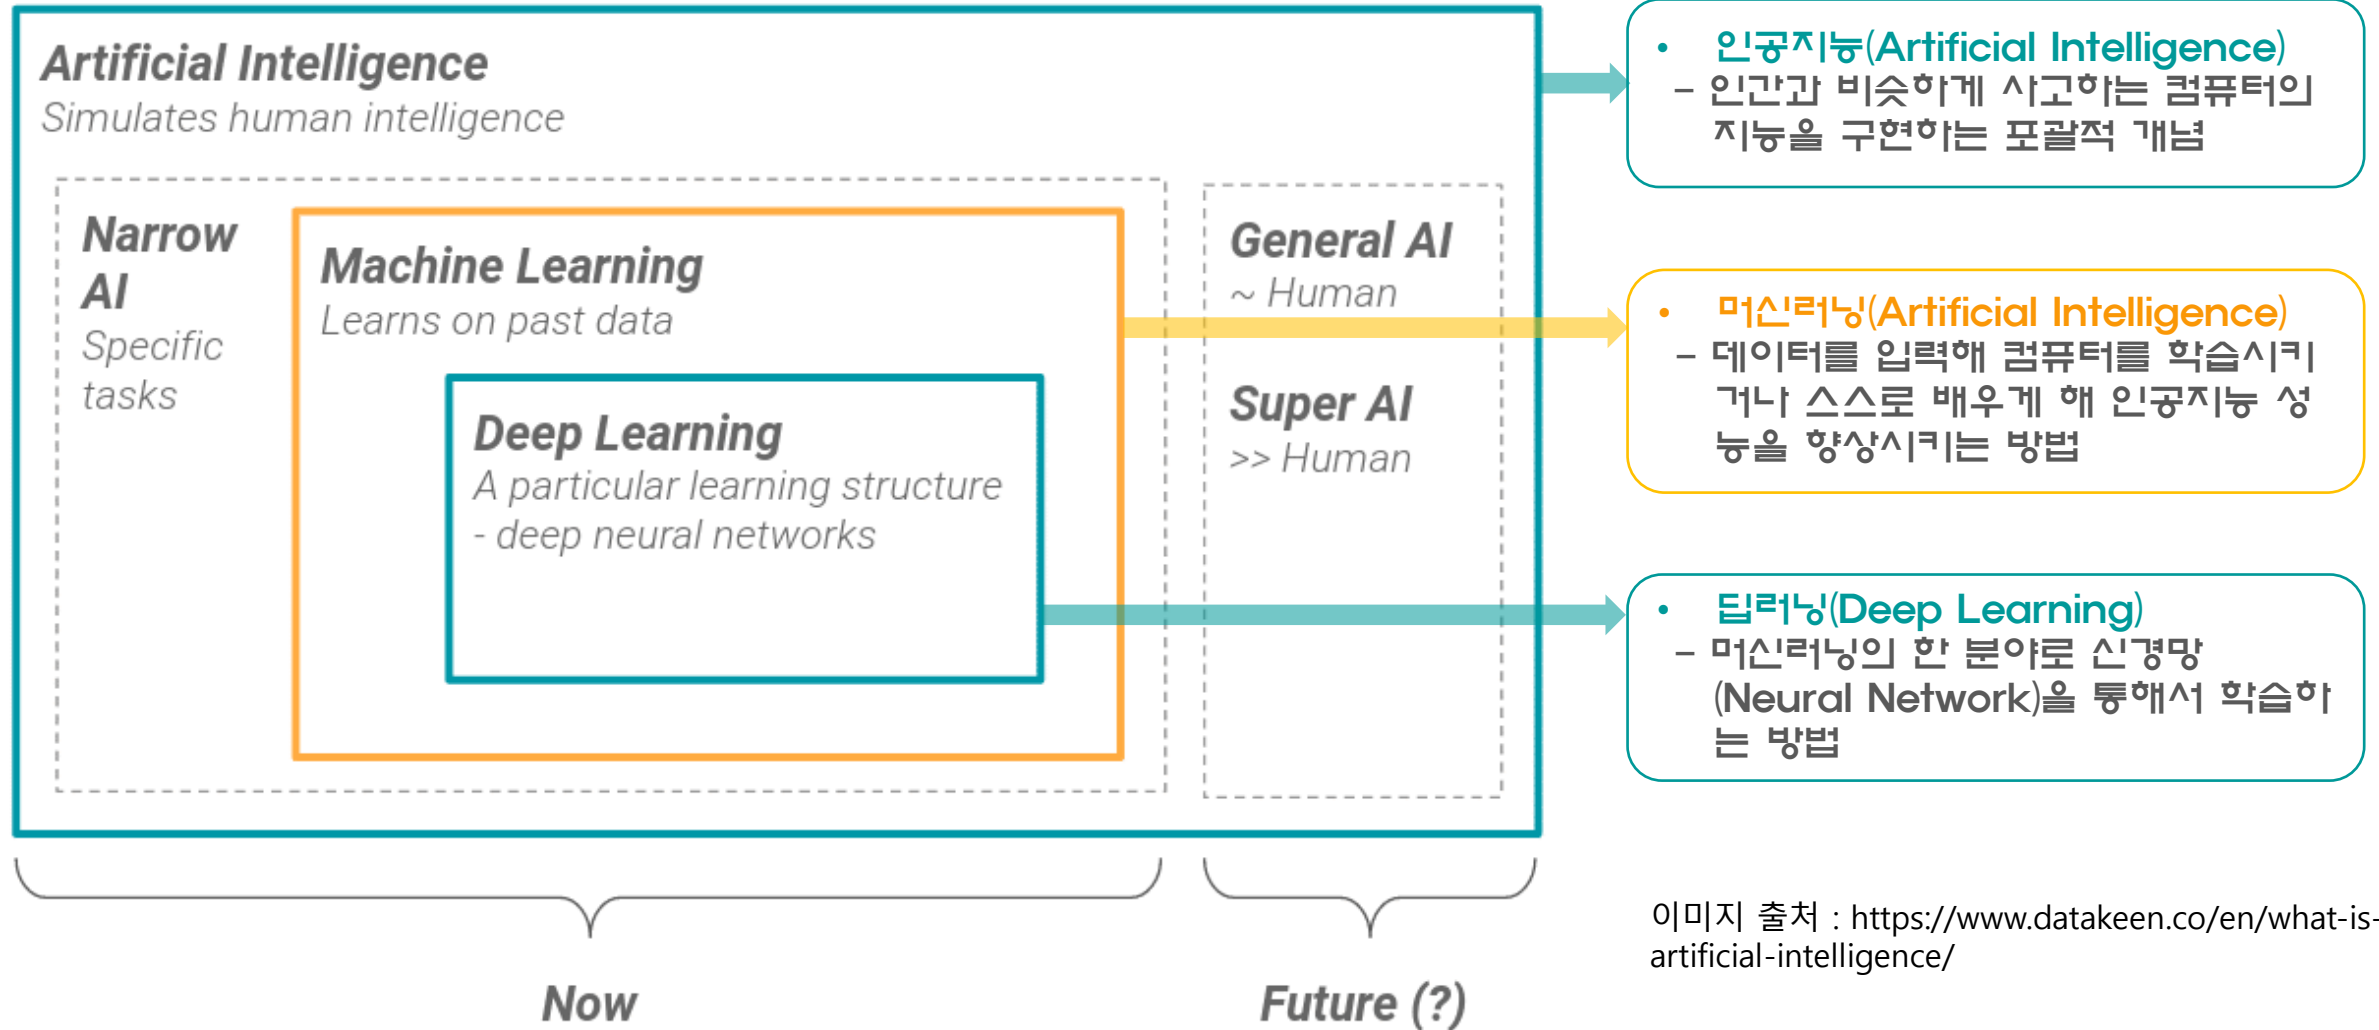 Artificial Intelligence
Simulates human intelligence
Narrow
AI
Specific
tasks
Machine Learning
Learns on past data
Deep Learning
A particular learning structure
- deep neural networks
General AI
~ Human
Super AI
>> Human
Now
Future (?)
• 인공지능(Artificial Intelligence)
– 인간과 비슷하게 사고하는 컴퓨터의
지능을 구현하는 포괄적 개념
• 머신러닝(Artificial Intelligence)
– 데이터를 입력해 컴퓨터를 학습시키
거나 스스로 배우게 해 인공지능 성
능을 향상시키는 방법
• 딥러닝(Deep Learning)
– 머신러닝의 한 분야로 신경망
(Neural Network)을 통해서 학습하
는 방법
이미지 출처 : https://www.datakeen.co/en/what-is-
artificial-intelligence/